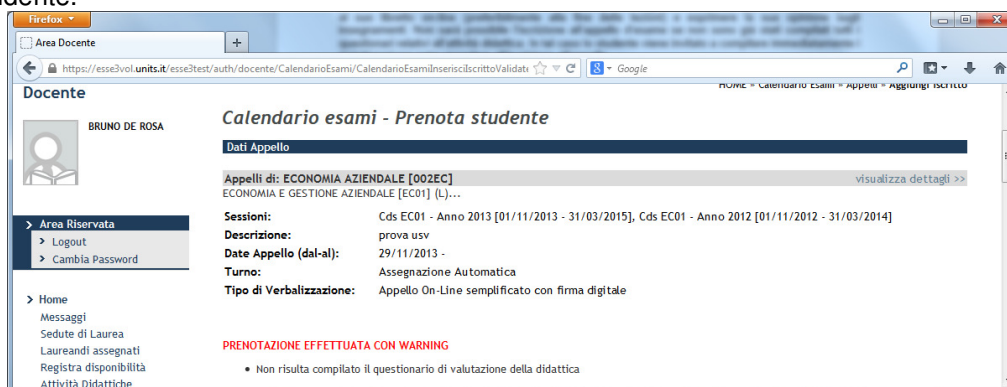 dente.
Firefox
Area Docente
+
https://esse3vol.units.it/esse3test/auth/docente/CalendarioEsami/CalendarioEsamiInserisciIscrittoValidate
8 Google
Docente
HOME » Calendario Esami » Appelli » Aggiungi Iscritto
BRUNO DE ROSA
Calendario esami - Prenota studente
Dati Appello
Appelli di: ECONOMIA AZIENDALE [002EC]
visualizza dettagli >>
ECONOMIA E GESTIONE AZIENDALE [EC01] (L)...
Sessioni: Cds EC01 - Anno 2013 [01/11/2013 - 31/03/2015], Cds EC01 - Anno 2012 [01/11/2012 - 31/03/2014]
Descrizione: prova usv
Date Appello (dal-al): 29/11/2013 -
Turno: Assegnazione Automatica
Tipo di Verbalizzazione: Appello On-Line semplificato con firma digitale
> Area Riservata
> Logout
> Cambia Password
> Home
Messaggi
Sedute di Laurea
Laureandi assegnati
Registra disponibilità
Attività Didattiche
PRENOTAZIONE EFFETTUATA CON WARNING
• Non risulta compilato il questionario di valutazione della didattica